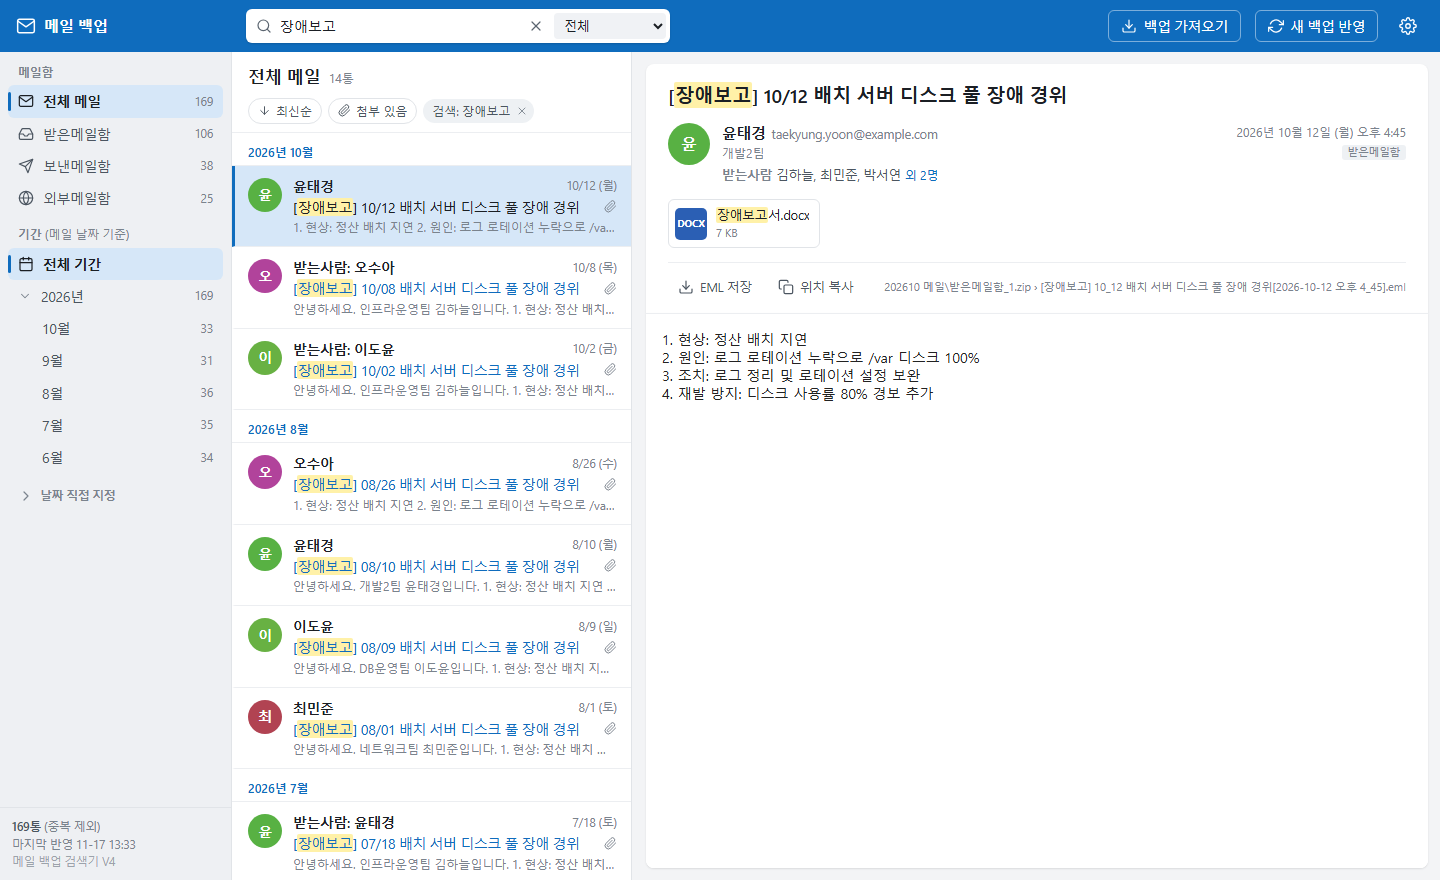 메일 백업
장애보고
전체
백업 가져오기
새 백업 반영
메일함
전체 메일 169
받은메일함 106
보낸메일함 38
외부메일함 25
기간 (메일 날짜 기준)
전체 기간
2026년 169
10월 33
9월 31
8월 36
7월 35
6월 34
날짜 직접 지정
169통 (중복 제외)
마지막 반영 11-17 13:33
메일 백업 검색기 V4
전체 메일 14통
최신순 첨부 있음 검색: 장애보고
2026년 10월
윤
윤태경 10/12 (월)
[장애보고] 10/12 배치 서버 디스크 풀 장애 경위
1. 현상: 정산 배치 지연 2. 원인: 로그 로테이션 누락으로 /va...
오
받는사람: 오수아 10/8 (목)
[장애보고] 10/08 배치 서버 디스크 풀 장애 경위
안녕하세요. 인프라운영팀 김하늘입니다. 1. 현상: 정산 배치...
이
받는사람: 이도윤 10/2 (금)
[장애보고] 10/02 배치 서버 디스크 풀 장애 경위
안녕하세요. 인프라운영팀 김하늘입니다. 1. 현상: 정산 배치...
2026년 8월
오
오수아 8/26 (수)
[장애보고] 08/26 배치 서버 디스크 풀 장애 경위
1. 현상: 정산 배치 지연 2. 원인: 로그 로테이션 누락으로 /va...
윤
윤태경 8/10 (월)
[장애보고] 08/10 배치 서버 디스크 풀 장애 경위
안녕하세요. 개발2팀 윤태경입니다. 1. 현상: 정산 배치 지연 ...
이
이도윤 8/9 (일)
[장애보고] 08/09 배치 서버 디스크 풀 장애 경위
안녕하세요. DB운영팀 이도윤입니다. 1. 현상: 정산 배치 지...
최
최민준 8/1 (토)
[장애보고] 08/01 배치 서버 디스크 풀 장애 경위
안녕하세요. 네트워크팀 최민준입니다. 1. 현상: 정산 배치 ...
2026년 7월
윤
받는사람: 윤태경 7/18 (토)
[장애보고] 07/18 배치 서버 디스크 풀 장애 경위
안녕하세요. 인프라운영팀 김하늘입니다. 1. 현상: 정산 배치...
[장애보고] 10/12 배치 서버 디스크 풀 장애 경위
윤
윤태경 taekyung.yoon@example.com 2026년 10월 12일 (월) 오후 4:45
개발2팀 받은메일함
받는사람 김하늘, 최민준, 박서연 외 2명
DOCX
장애보고서.docx
7 KB
EML 저장 위치 복사 202610 메일\받은메일함_1.zip › [장애보고] 10_12 배치 서버 디스크 풀 장애 경위[2026-10-12 오후 4_45].eml
1. 현상: 정산 배치 지연
2. 원인: 로그 로테이션 누락으로 /var 디스크 100%
3. 조치: 로그 정리 및 로테이션 설정 보완
4. 재발 방지: 디스크 사용률 80% 경보 추가